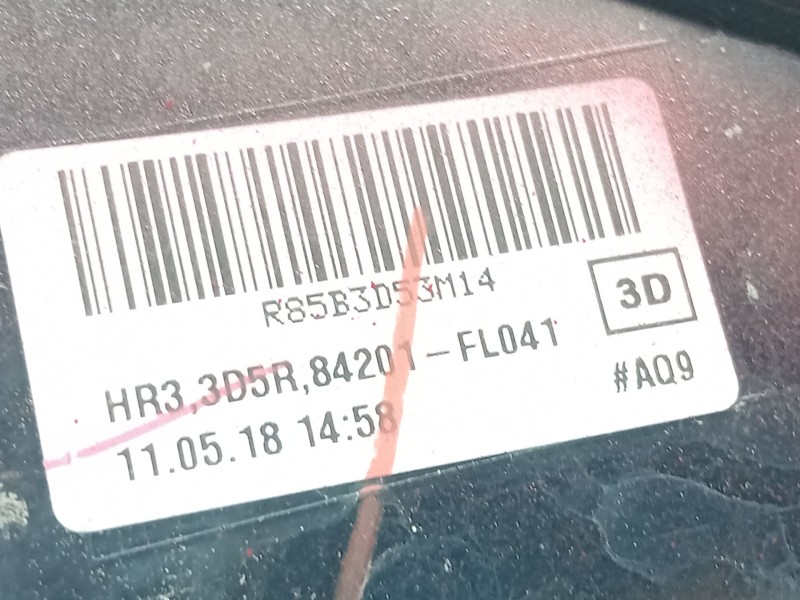 R85B3D53M14
3D
HR3,3D5R,84201-FL041
#AQ9
11.05.18 14:58